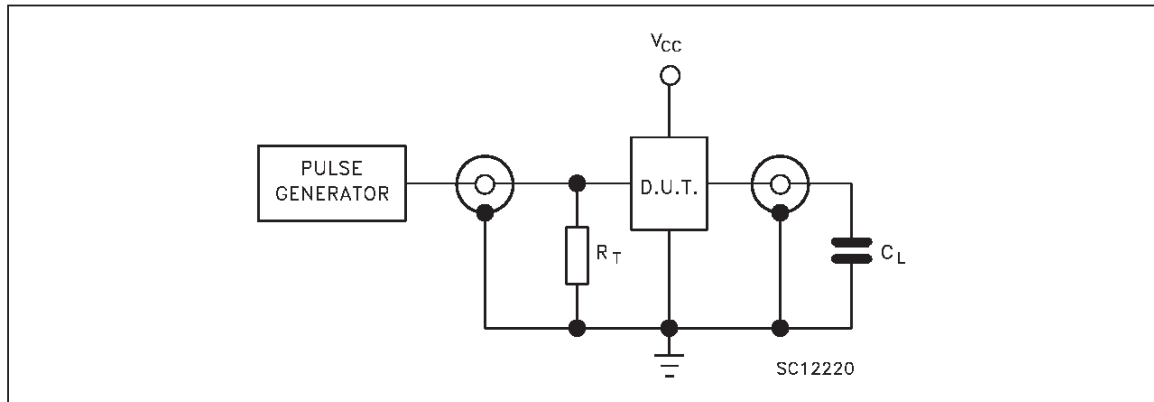 VCC
PULSE
GENERATOR
D.U.T.
RT
CL
SC12220